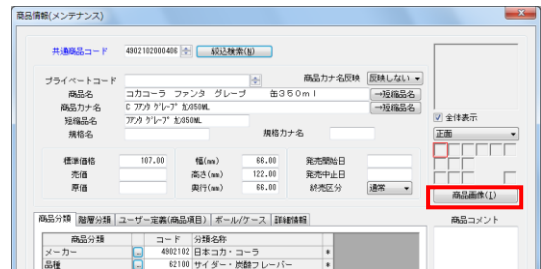 商品情報(メンテナンス)
共通商品コード 4902102000406 絞込検索(N)
プライベートコード 商品カナ名反映 反映しない
商品名 コカコーラ ファンタ グレープ 缶350ml →短縮品名
商品カナ名 C ファンタ グレープ カン350ML →短縮品名
短縮品名 ファンタ グレープ カン350ML
規格名 規格カナ名
全体表示
正面
標準価格 107.00 幅(mm) 66.00 発売開始日
売価 高さ(mm) 122.00 発売中止日
原価 奥行(mm) 66.00 終売区分 通常
商品画像(I)
商品分類 階層分類 ユーザー定義(商品項目) ボール/ケース 詳細情報
商品コメント
商品分類 コード 分類名称
メーカー 4902102 日本コカ・コーラ *
品種 62100 サイダー・炭酸フレーバー *